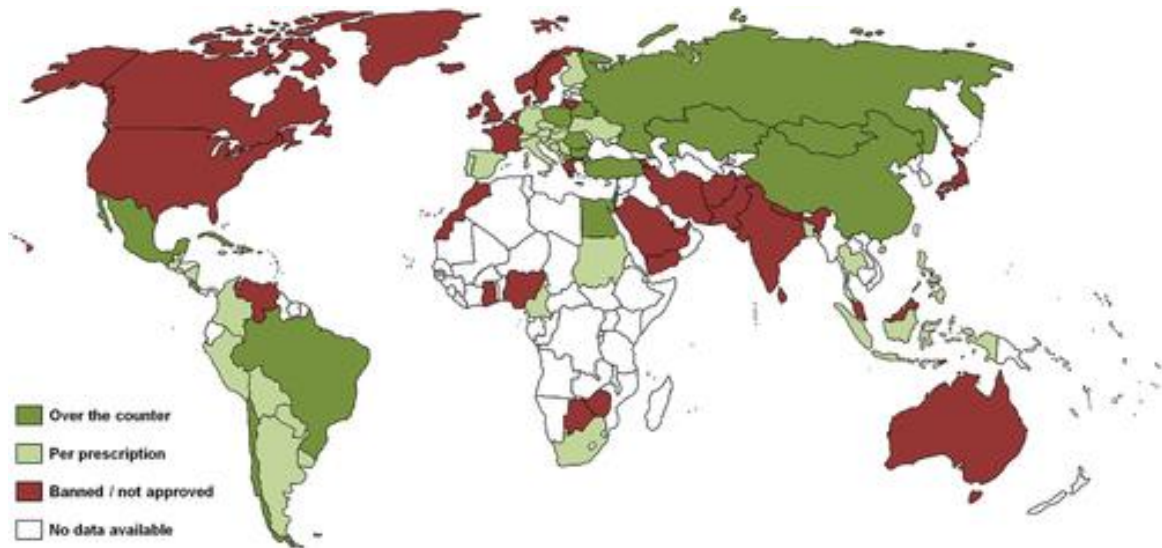 Over the counter
Per prescription
Banned / not approved
No data available